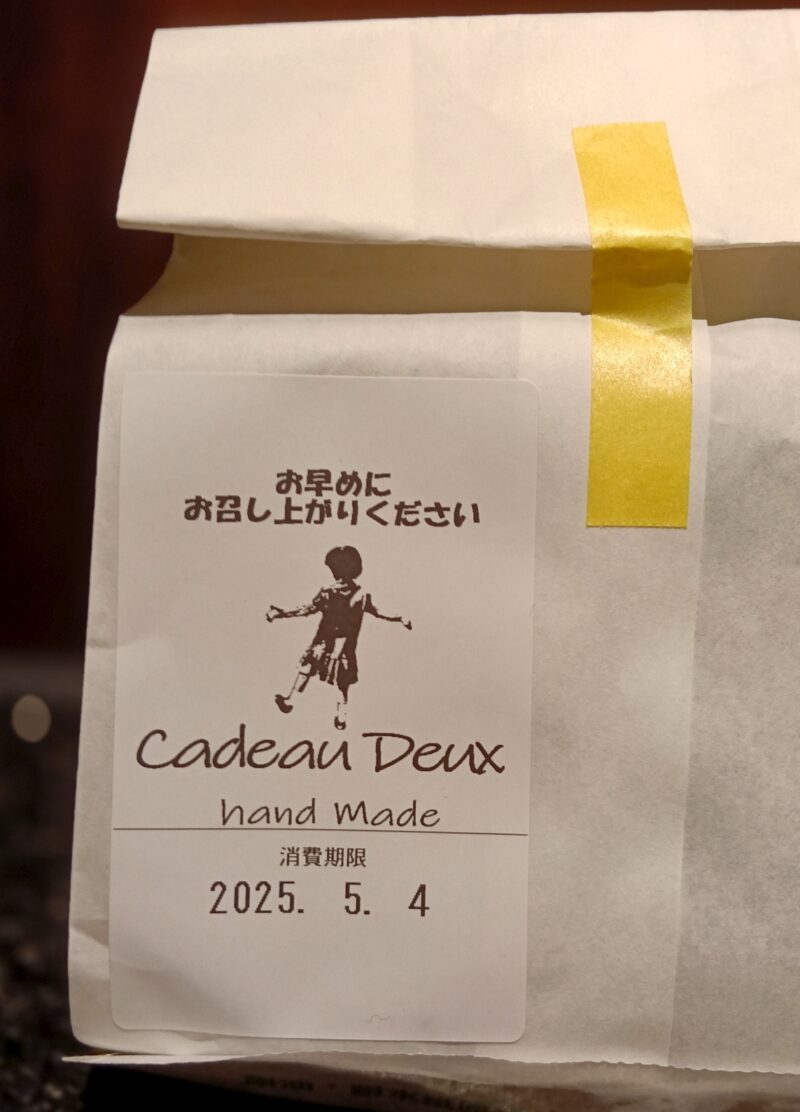 お早めに
お召し上がりください
Cadeau Deux
hand Made
消費期限
2025. 5. 4